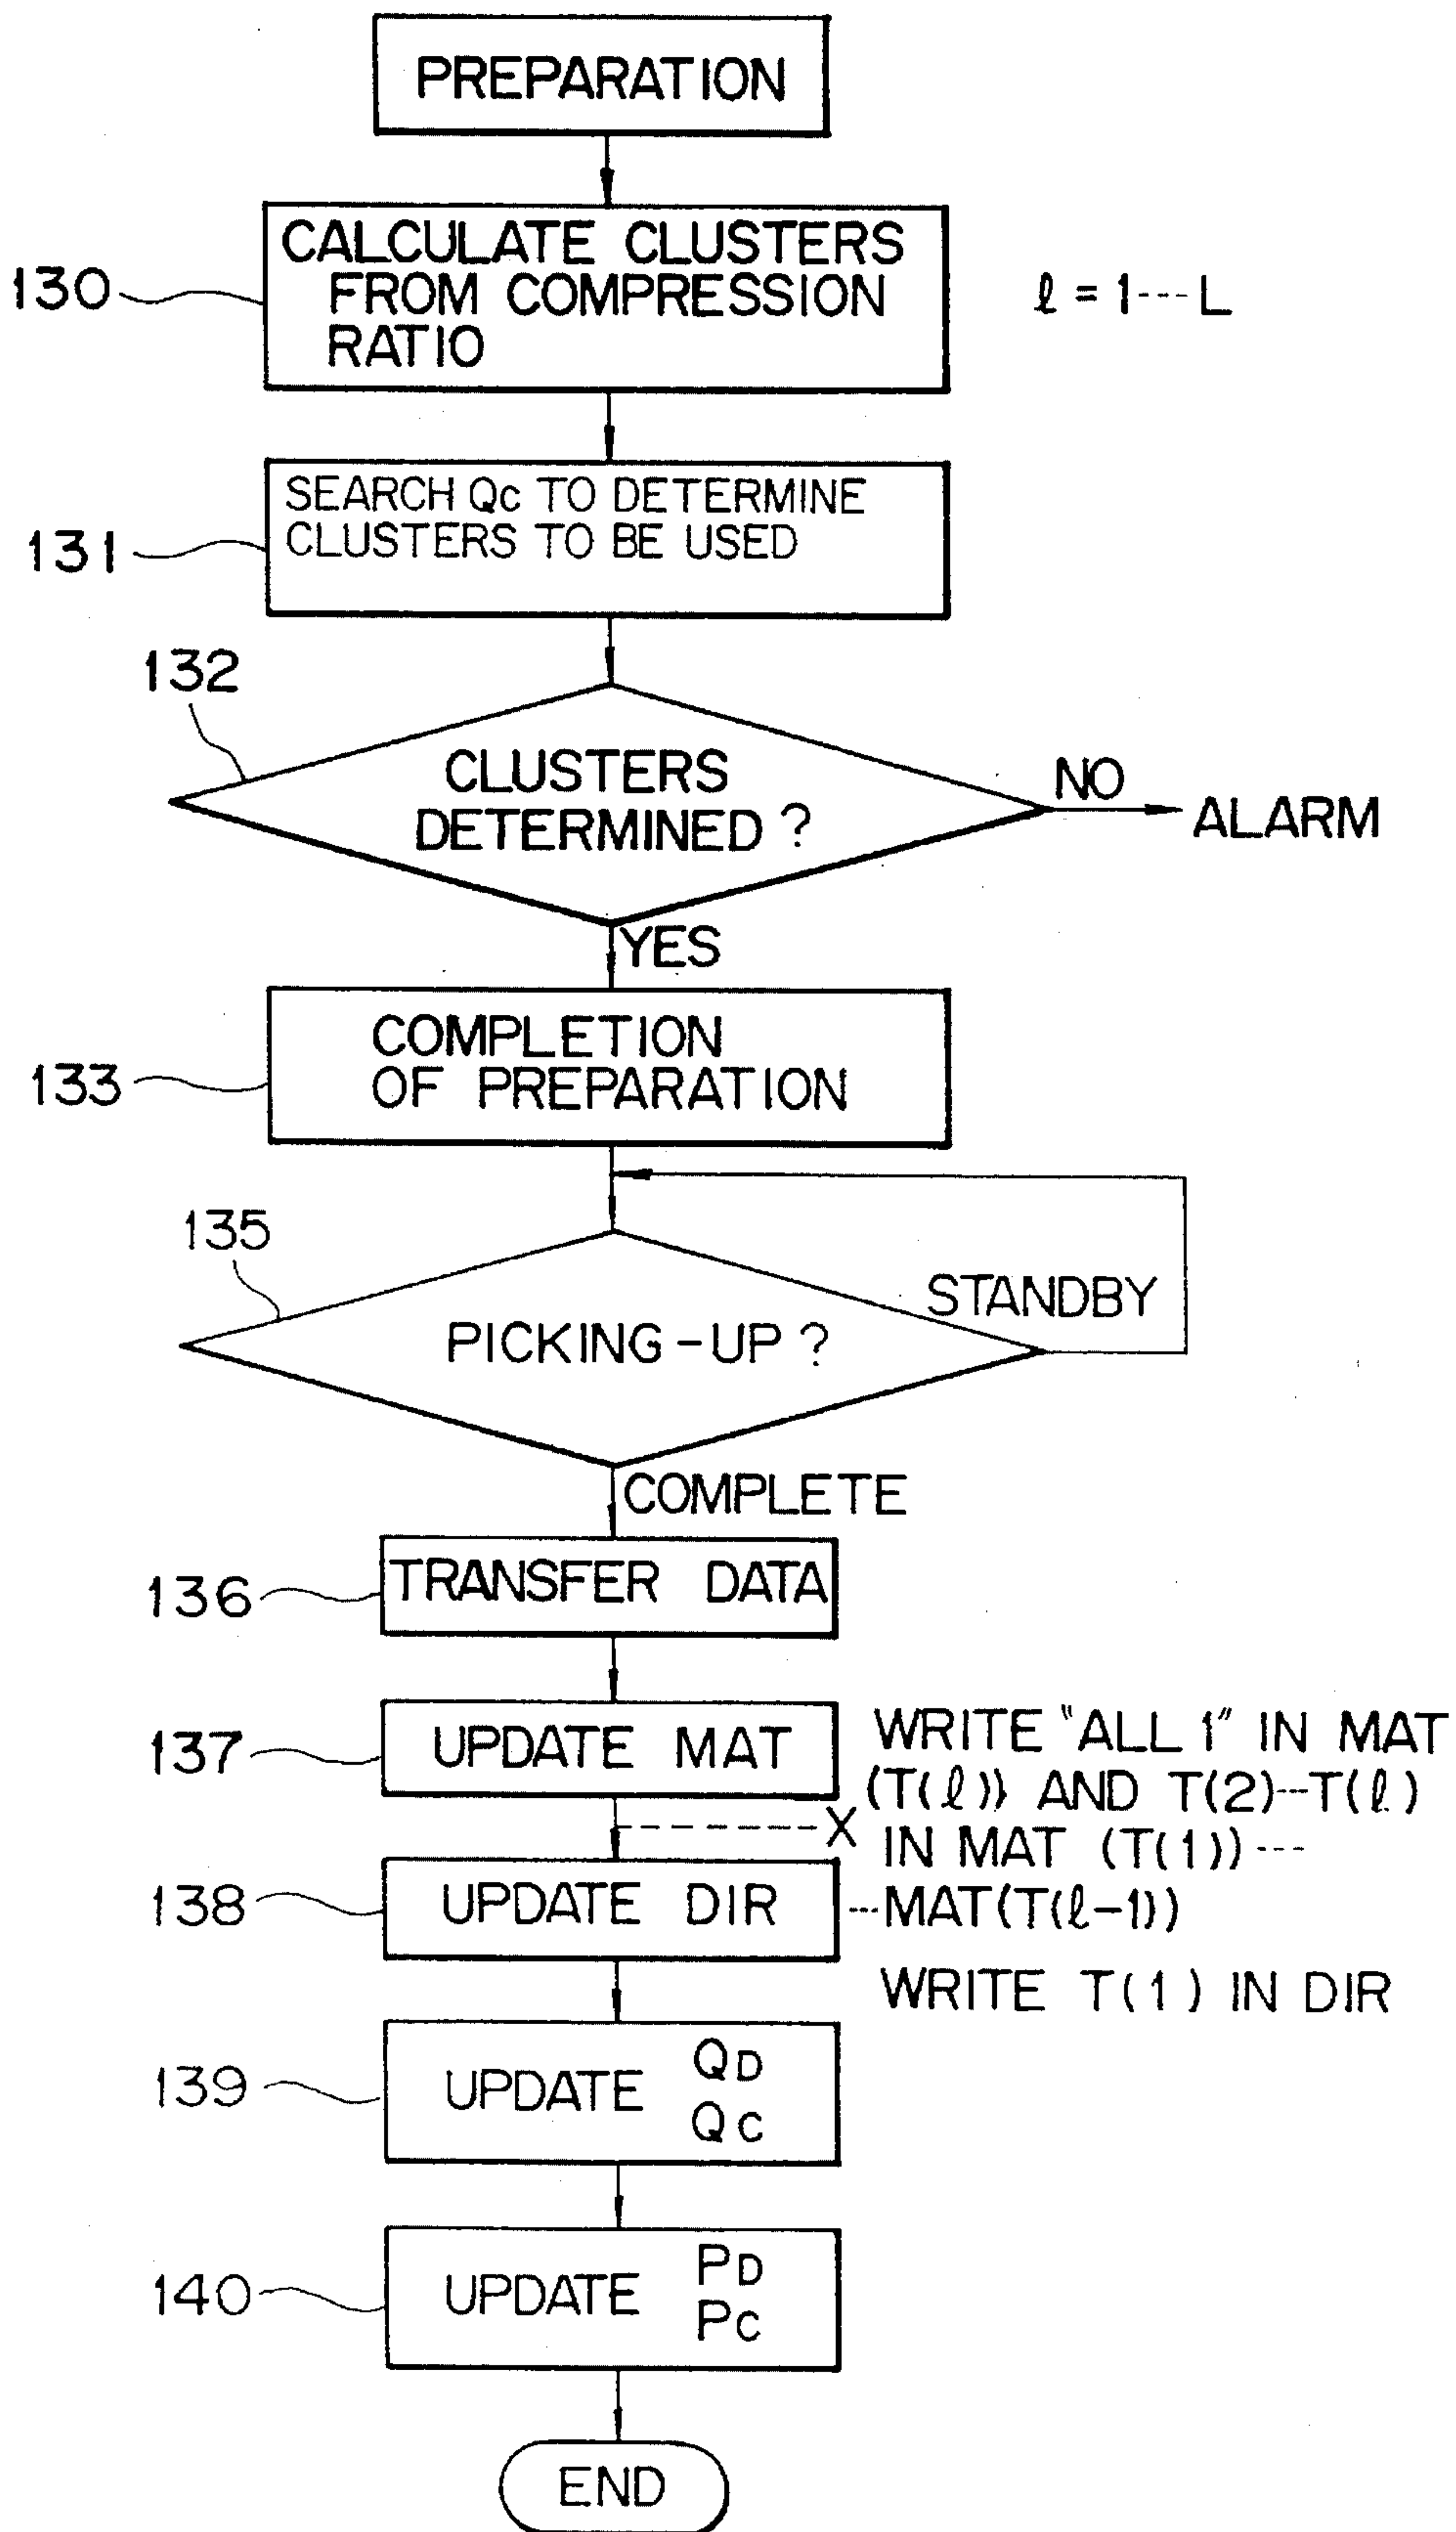 PREPARATION
130
CALCULATE CLUSTERS
FROM COMPRESSION
RATIO
ℓ = 1---L
131
SEARCH Qc TO DETERMINE
CLUSTERS TO BE USED
132
CLUSTERS
DETERMINED ?
NO
ALARM
YES
133
COMPLETION
OF PREPARATION
135
PICKING-UP ?
STANDBY
COMPLETE
136
TRANSFER DATA
137
UPDATE MAT
WRITE "ALL 1" IN MAT
(T(ℓ)) AND T(2)---T(ℓ)
X
IN MAT (T(1))---
138
UPDATE DIR
---MAT(T(ℓ-1))
WRITE T(1) IN DIR
139
UPDATE
QD
QC
140
UPDATE
PD
PC
END